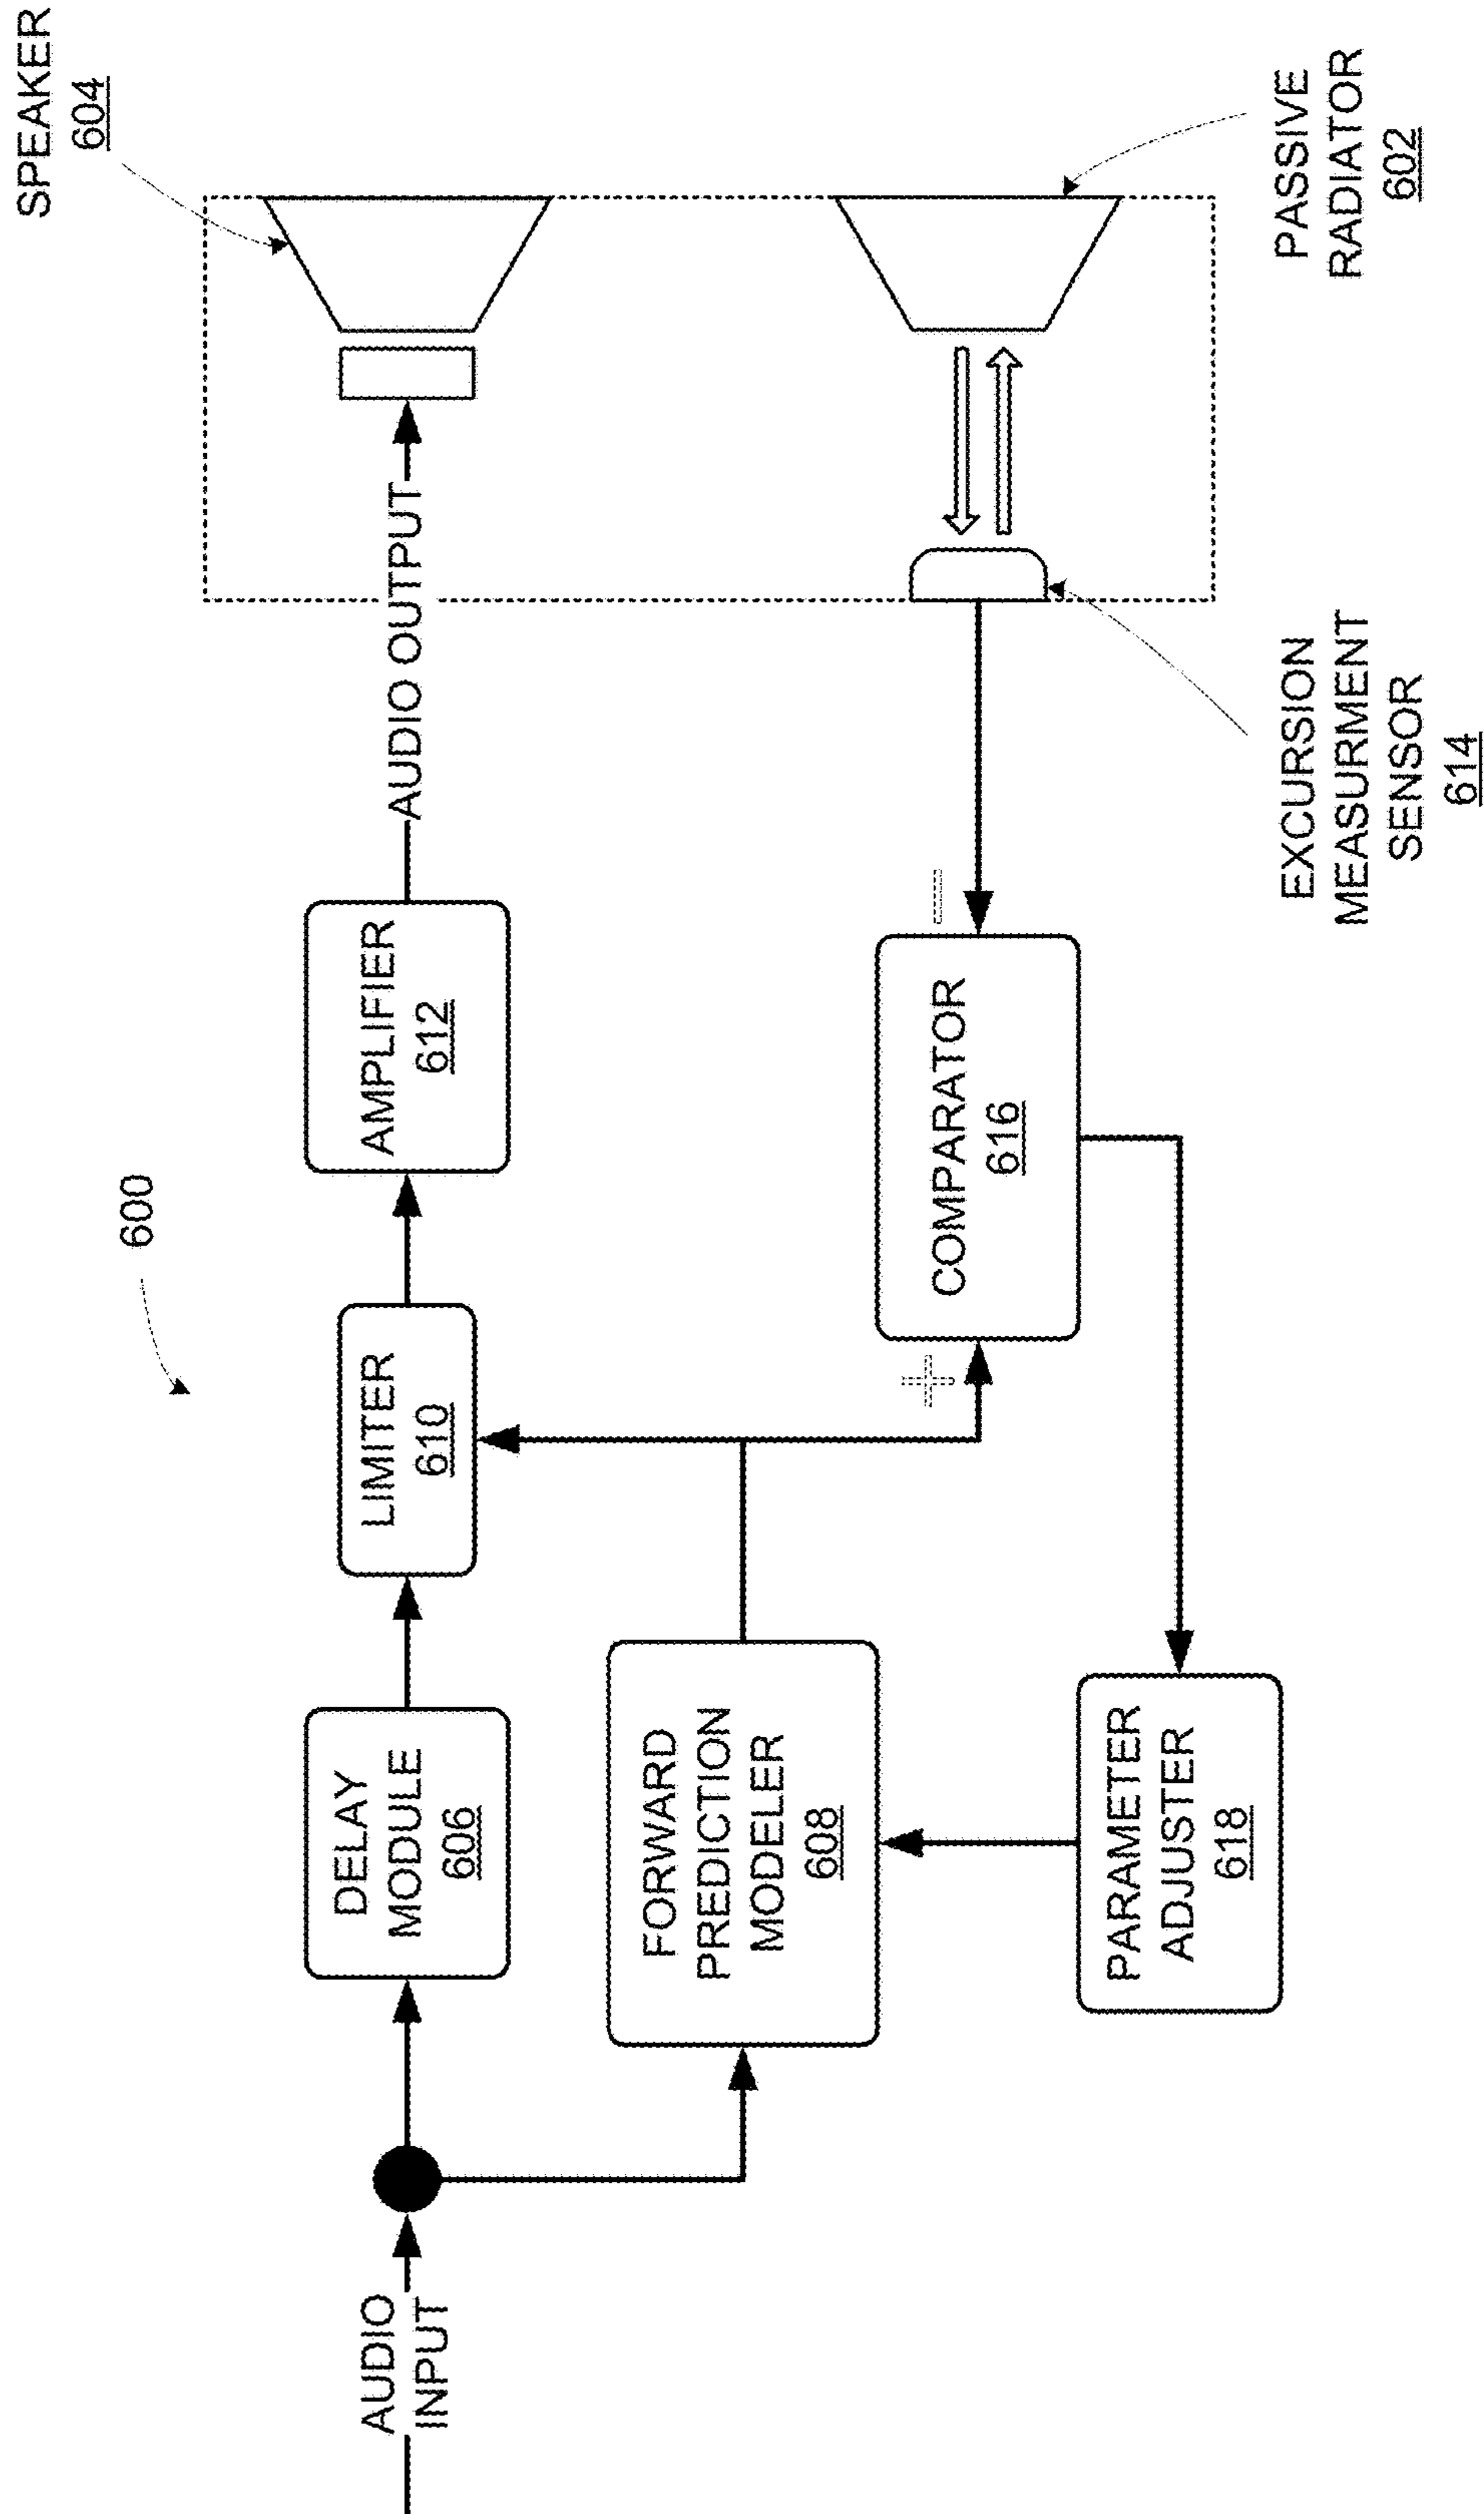 600
SPEAKER
604
AUDIO
INPUT
DELAY
MODULE
606
LIMITER
610
AMPLIFIER
612
AUDIO OUTPUT
FORWARD
PREDICTION
MODELER
608
+
COMPARATOR
616
—
PARAMETER
ADJUSTER
618
EXCURSION
MEASURMENT
SENSOR
614
PASSIVE
RADIATOR
602